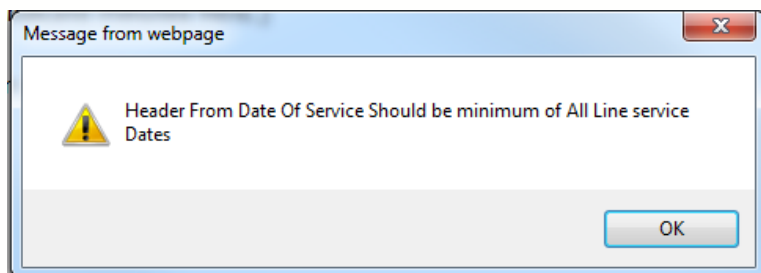 Message from webpage
Header From Date Of Service Should be minimum of All Line service
Dates
OK